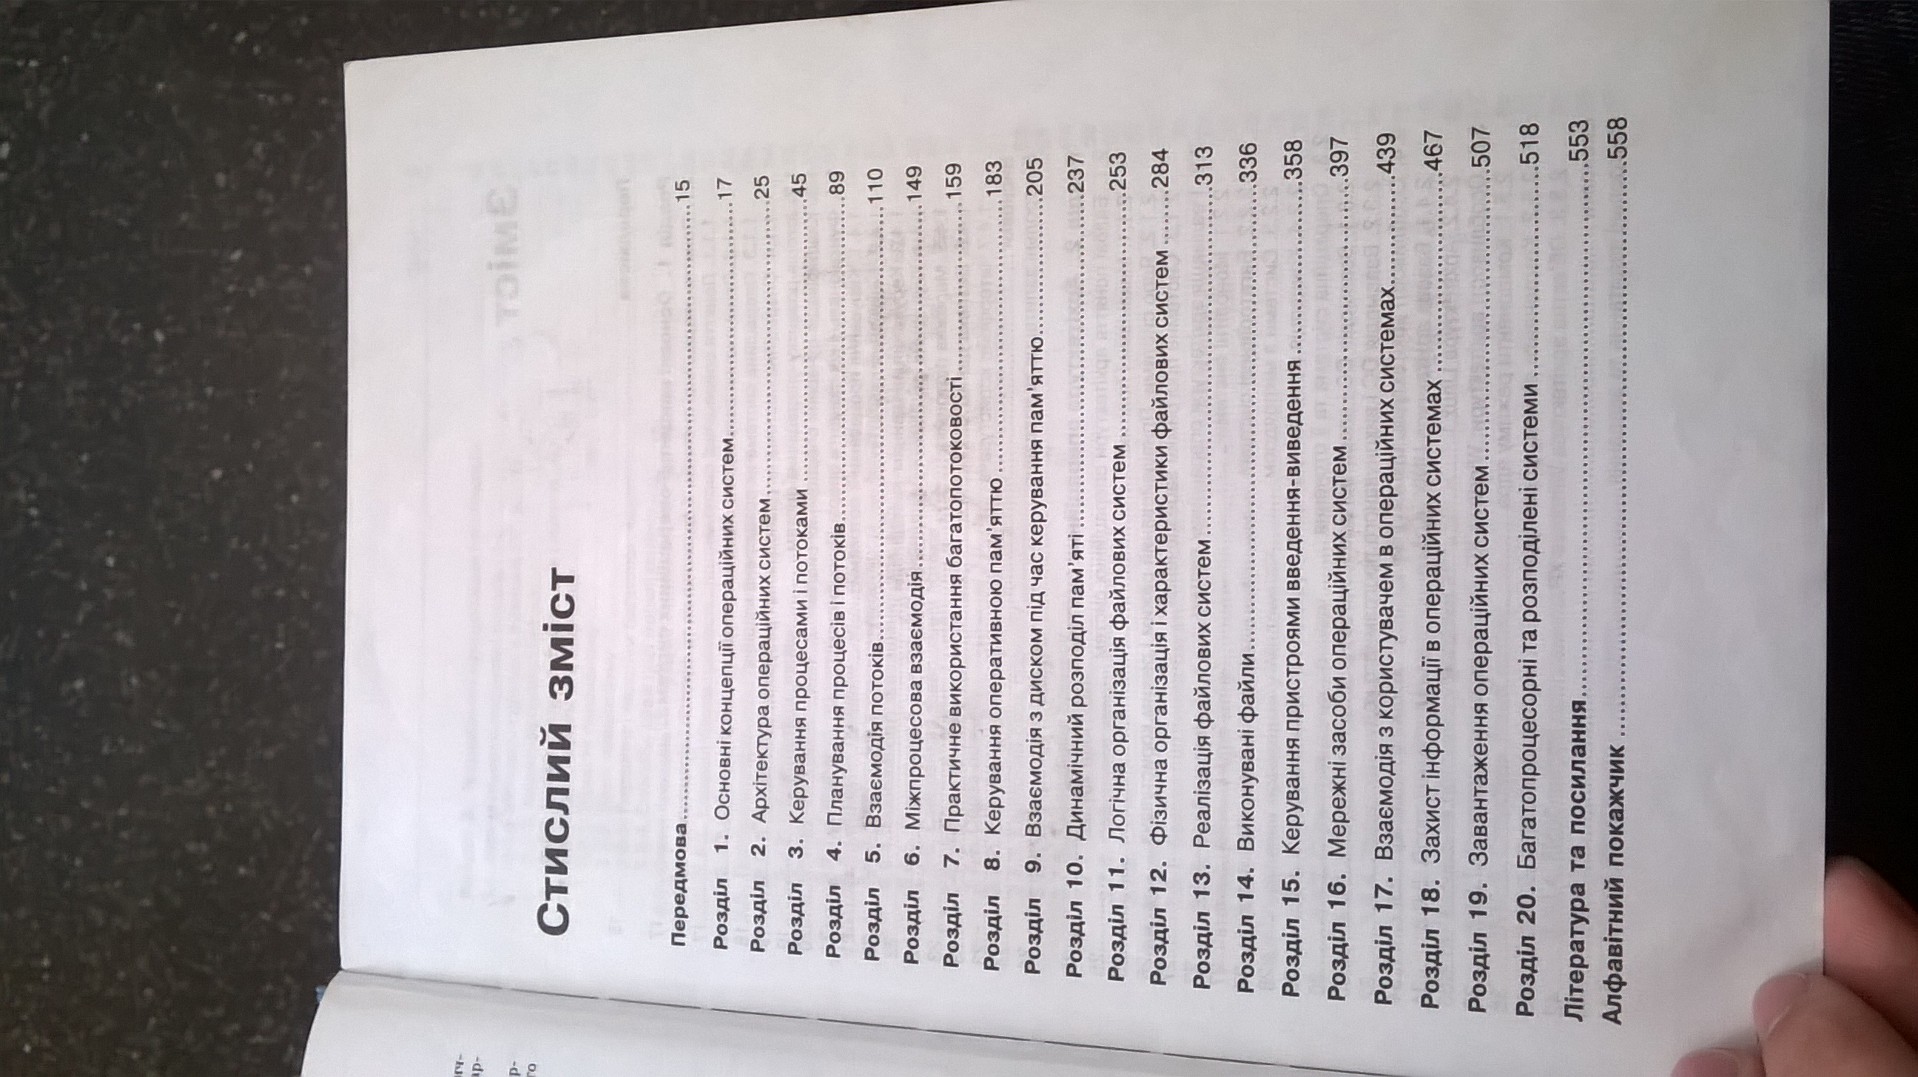 Стислий зміст
Передмова......15
Розділ 1. Основні концепції операційних систем......17
Розділ 2. Архітектура операційних систем......25
Розділ 3. Керування процесами і потоками......45
Розділ 4. Планування процесів і потоків......89
Розділ 5. Взаємодія потоків......110
Розділ 6. Міжпроцесова взаємодія......149
Розділ 7. Практичне використання багатопотоковості......159
Розділ 8. Керування оперативною пам'яттю......183
Розділ 9. Взаємодія з диском під час керування пам'яттю......205
Розділ 10. Динамічний розподіл пам'яті......237
Розділ 11. Логічна організація файлових систем......253
Розділ 12. Фізична організація і характеристики файлових систем......284
Розділ 13. Реалізація файлових систем......313
Розділ 14. Виконувані файли......336
Розділ 15. Керування пристроями введення-виведення......358
Розділ 16. Мережні засоби операційних систем......397
Розділ 17. Взаємодія з користувачем в операційних системах......439
Розділ 18. Захист інформації в операційних системах......467
Розділ 19. Завантаження операційних систем......507
Розділ 20. Багатопроцесорні та розподілені системи......518
Література та посилання......553
Алфавітний покажчик......558